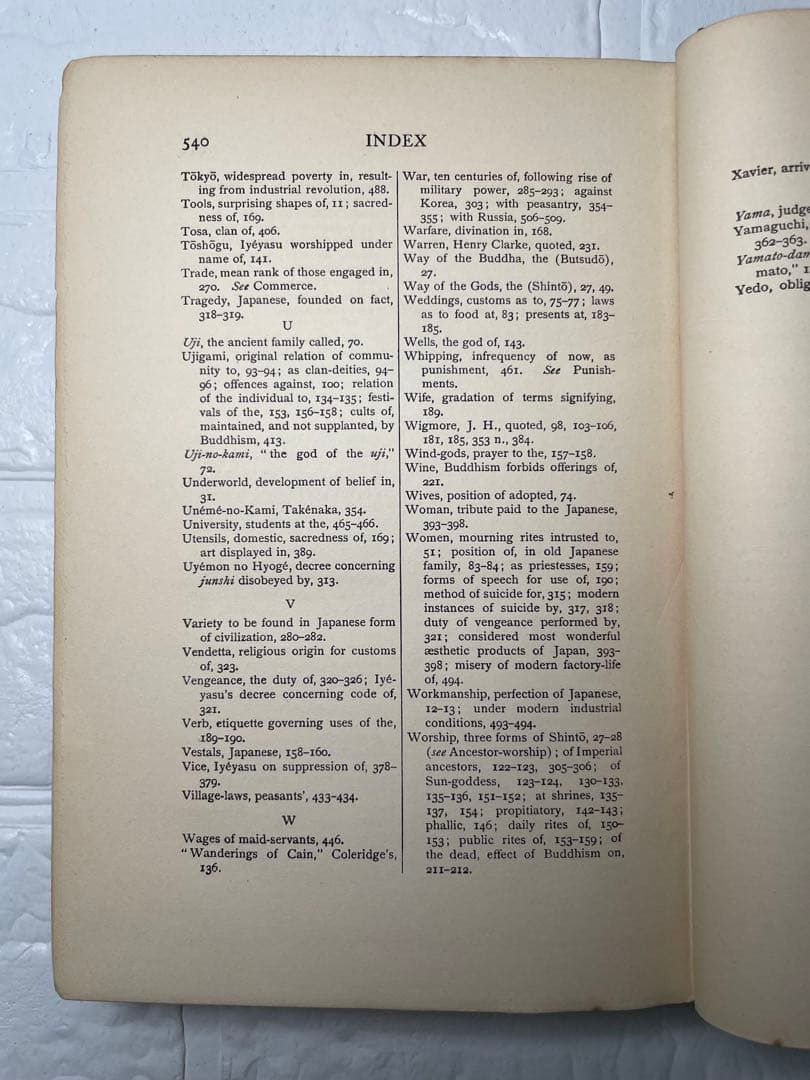 540
INDEX
Tōkyō, widespread poverty in, result-
ing from industrial revolution, 488.
Tools, surprising shapes of, 11; sacred-
ness of, 169.
Tosa, clan of, 406.
Tōshōgu, Iyéyasu worshipped under
name of, 141.
Trade, mean rank of those engaged in,
270. See Commerce.
Tragedy, Japanese, founded on fact,
318–319.
U
Uji, the ancient family called, 70.
Ujigami, original relation of commu-
nity to, 93–94; as clan-deities, 94–
96; offences against, 100; relation
of the individual to, 134–135; festi-
vals of the, 153, 156–158; cults of,
maintained, and not supplanted, by
Buddhism, 413.
Uji-no-kami, "the god of the uji,"
72.
Underworld, development of belief in,
31.
Unémé-no-Kami, Takénaka, 354.
University, students at the, 465–466.
Utensils, domestic, sacredness of, 169;
art displayed in, 389.
Uyémon no Hyogé, decree concerning
junshi disobeyed by, 313.
V
Variety to be found in Japanese form
of civilization, 280–282.
Vendetta, religious origin for customs
of, 323.
Vengeance, the duty of, 320–326; Iyé-
yasu's decree concerning code of,
321.
Verb, etiquette governing uses of the,
189–190.
Vestals, Japanese, 158–160.
Vice, Iyéyasu on suppression of, 378–
379.
Village-laws, peasants', 433–434.
W
Wages of maid-servants, 446.
"Wanderings of Cain," Coleridge's,
136.
War, ten centuries of, following rise of
military power, 285–293; against
Korea, 303; with peasantry, 354–
355; with Russia, 506–509.
Warfare, divination in, 168.
Warren, Henry Clarke, quoted, 231.
Way of the Buddha, the (Butsudō),
27.
Way of the Gods, the (Shintō), 27, 49.
Weddings, customs as to, 75–77; laws
as to food at, 83; presents at, 183–
185.
Wells, the god of, 143.
Whipping, infrequency of now, as
punishment, 461. See Punish-
ments.
Wife, gradation of terms signifying,
189.
Wigmore, J. H., quoted, 98, 103–106,
181, 185, 353 n., 384.
Wind-gods, prayer to the, 157–158.
Wine, Buddhism forbids offerings of,
221.
Wives, position of adopted, 74.
Woman, tribute paid to the Japanese,
393–398.
Women, mourning rites intrusted to,
51; position of, in old Japanese
family, 83–84; as priestesses, 159;
forms of speech for use of, 190;
method of suicide for, 315; modern
instances of suicide by, 317, 318;
duty of vengeance performed by,
321; considered most wonderful
æsthetic products of Japan, 393–
398; misery of modern factory-life
of, 494.
Workmanship, perfection of Japanese,
12–13; under modern industrial
conditions, 493–494.
Worship, three forms of Shintō, 27–28
(see Ancestor-worship); of Imperial
ancestors, 122–123, 305–306; of
Sun-goddess, 123–124, 130–133,
135–136, 151–152; at shrines, 135–
137, 154; propitiatory, 142–143;
phallic, 146; daily rites of, 150–
153; public rites of, 153–159; of
the dead, effect of Buddhism on,
211–212.
Xavier, arriv
Yama, judge
Yamaguchi,
362–363.
Yamato-dam
mato,"
Yedo, oblig